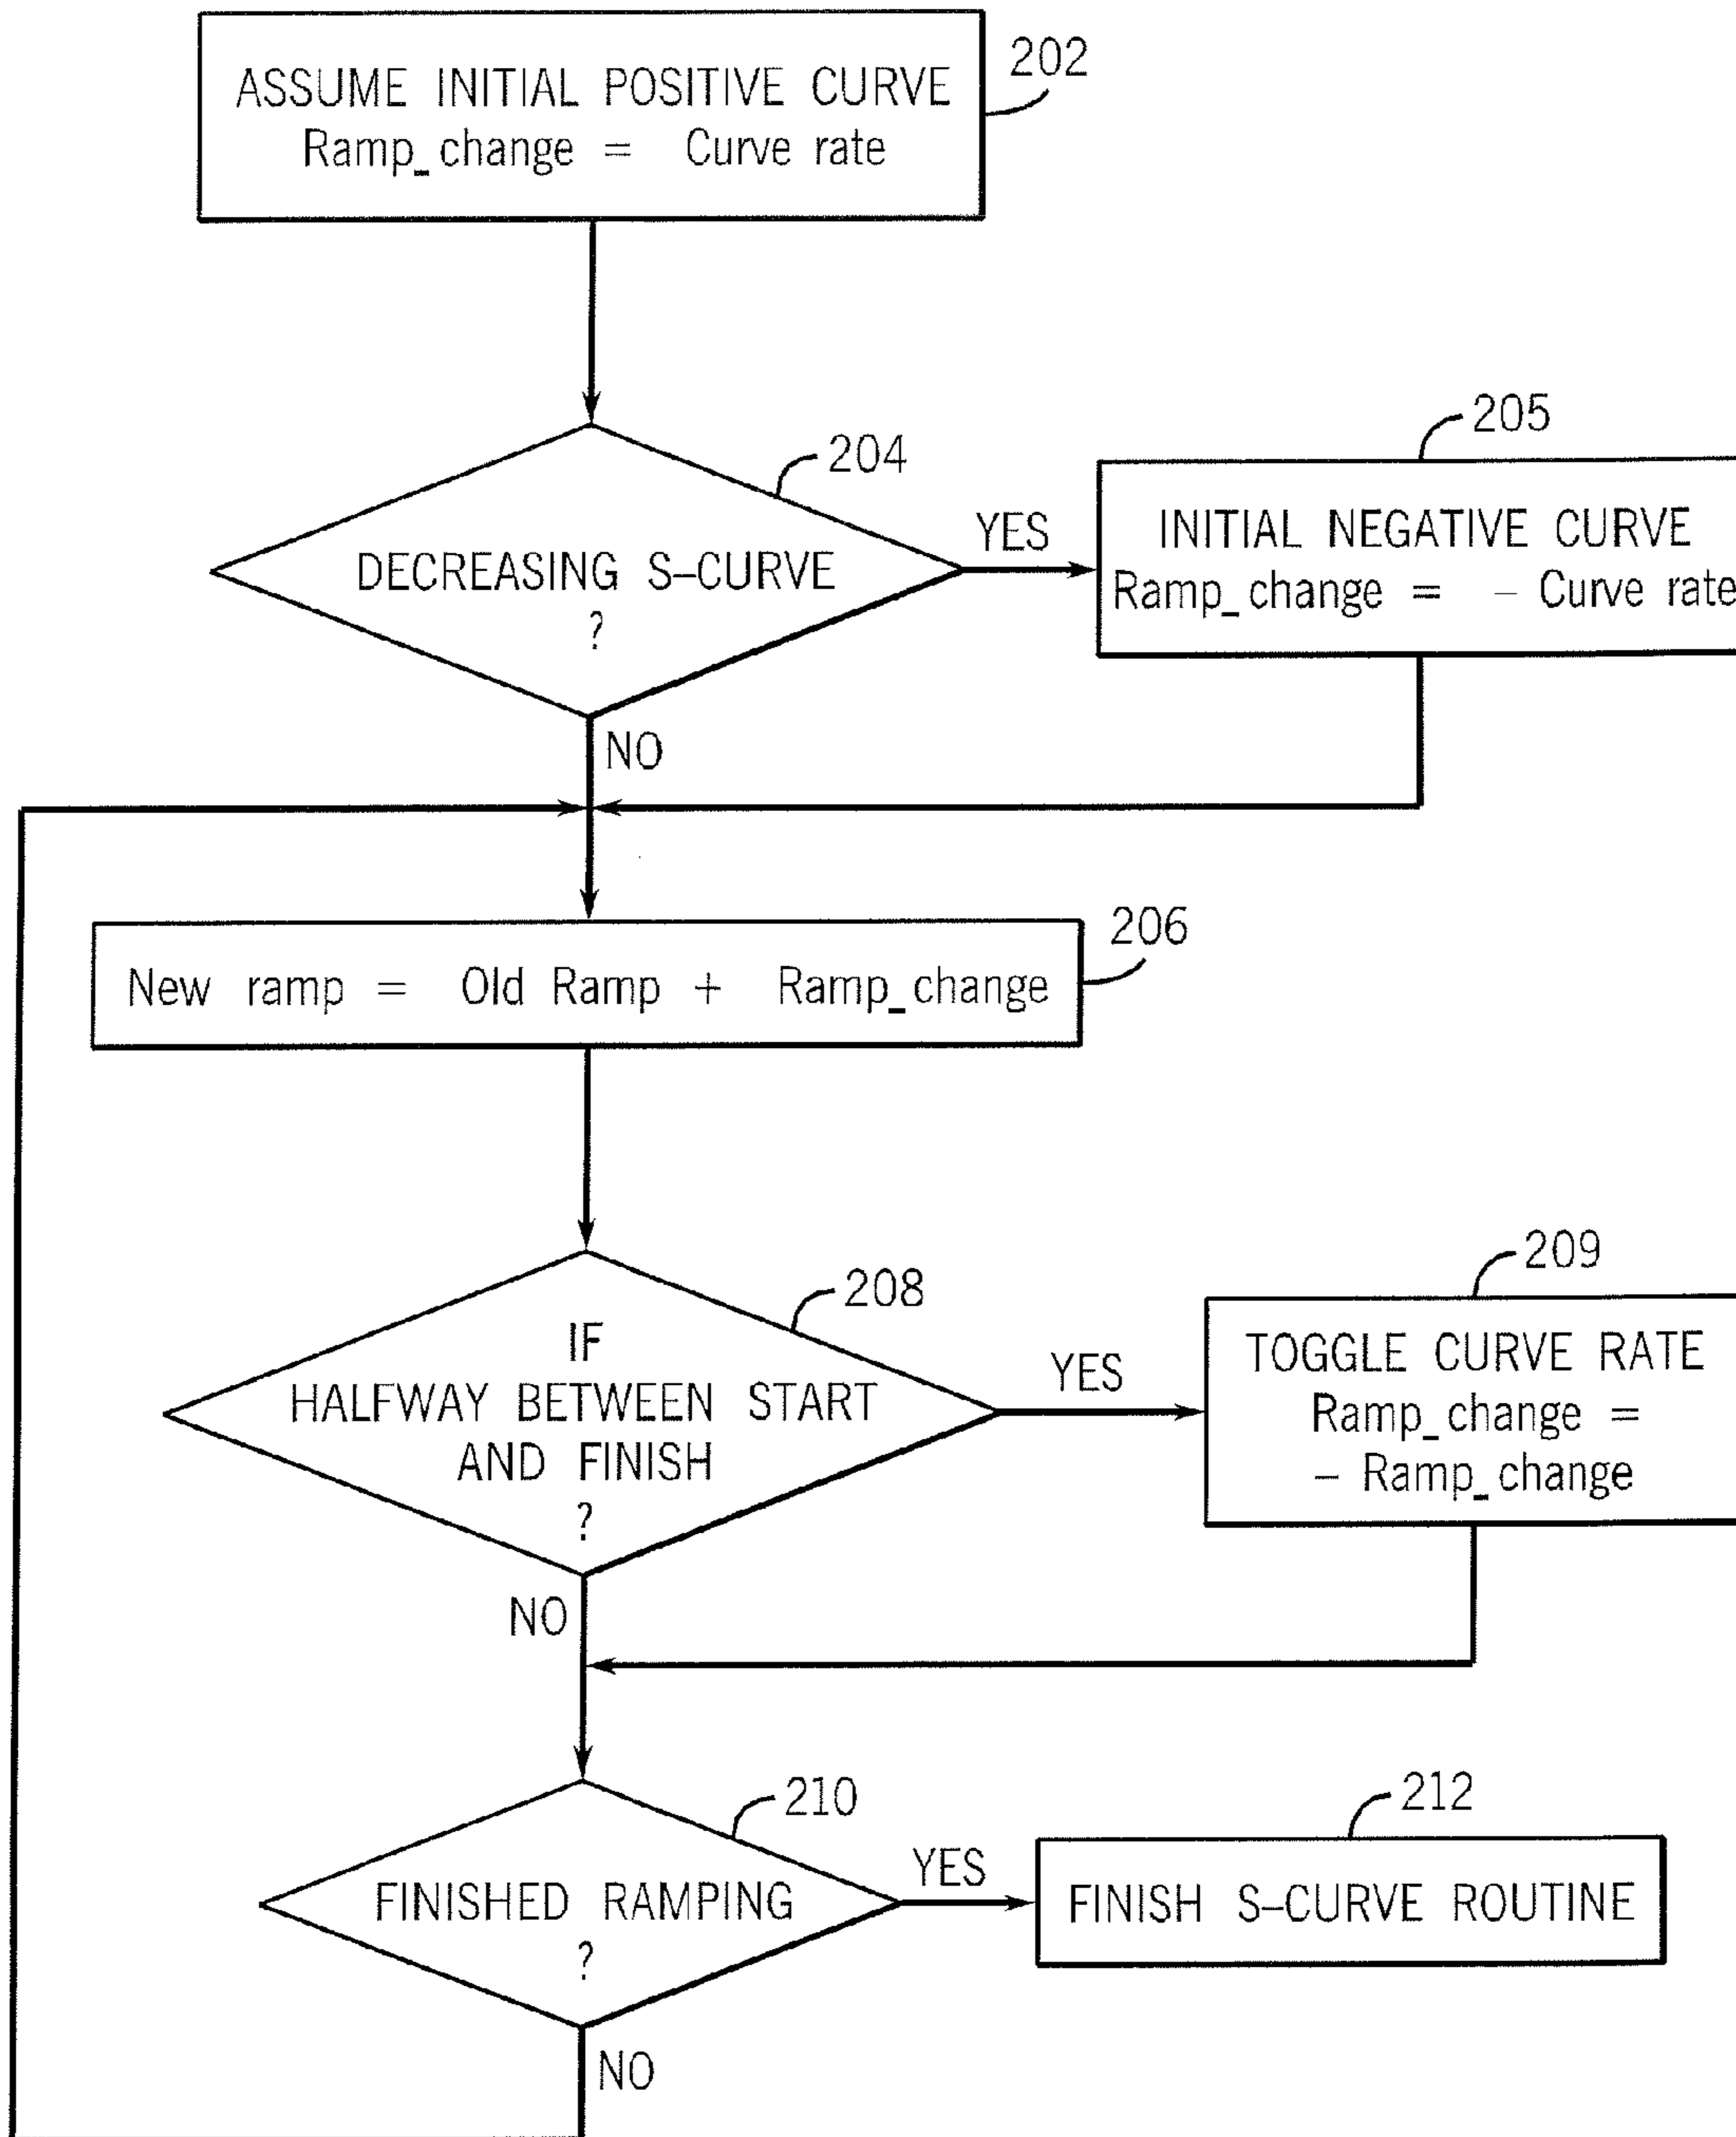 ASSUME INITIAL POSITIVE CURVE
Ramp_change = Curve rate
202
204
DECREASING S-CURVE
?
YES
205
INITIAL NEGATIVE CURVE
Ramp_change = - Curve rate
NO
206
New ramp = Old Ramp + Ramp_change
208
IF
HALFWAY BETWEEN START
AND FINISH
?
YES
209
TOGGLE CURVE RATE
Ramp_change =
- Ramp_change
NO
210
FINISHED RAMPING
?
YES
212
FINISH S-CURVE ROUTINE
NO